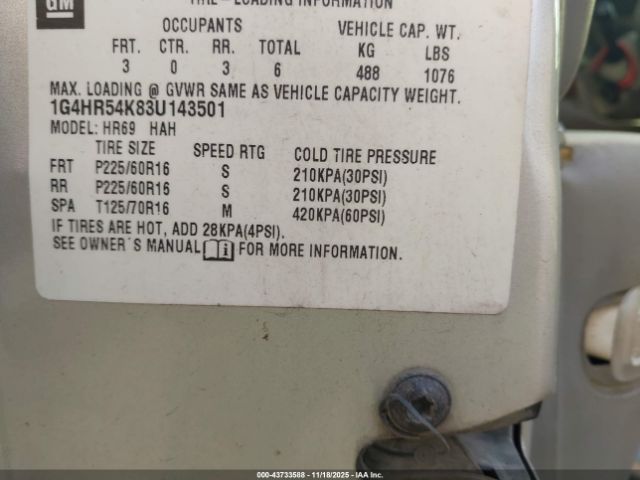 GM
TIRE - LOADING INFORMATION
OCCUPANTS VEHICLE CAP. WT.
FRT. CTR. RR. TOTAL KG LBS
3 0 3 6 488 1076
MAX. LOADING @ GVWR SAME AS VEHICLE CAPACITY WEIGHT.
1G4HR54K83U143501
MODEL: HR69 HAH
TIRE SIZE SPEED RTG COLD TIRE PRESSURE
FRT P225/60R16 S 210KPA(30PSI)
RR P225/60R16 S 210KPA(30PSI)
SPA T125/70R16 M 420KPA(60PSI)
IF TIRES ARE HOT, ADD 28KPA(4PSI).
SEE OWNER'S MANUAL i FOR MORE INFORMATION.
000-43733588 - 11/18/2025 - IAA Inc.